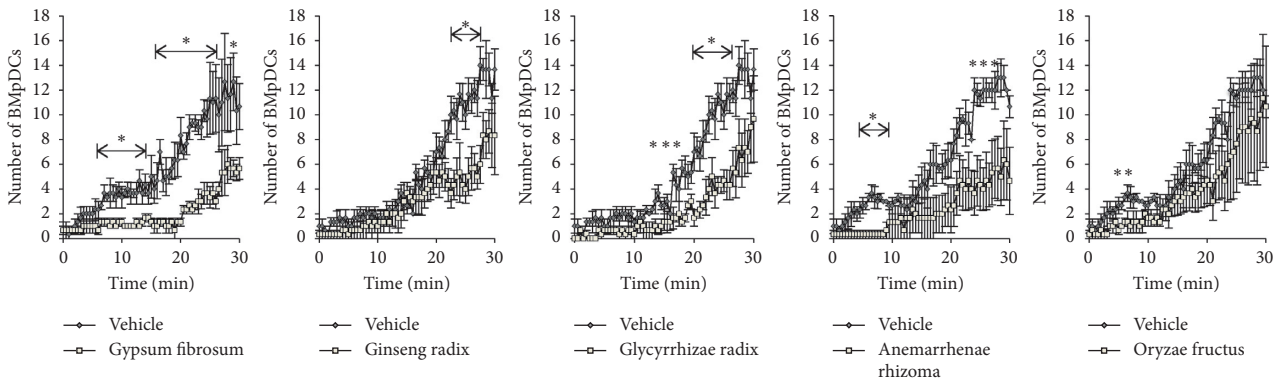 Number of BMpDCs
18
16
14
12
10
8
6
4
2
0
* * *
0 10 20 30
Time (min)
Vehicle
Gypsum fibrosum
Number of BMpDCs
18
16
14
12
10
8
6
4
2
0
*
0 10 20 30
Time (min)
Vehicle
Ginseng radix
Number of BMpDCs
18
16
14
12
10
8
6
4
2
0
*
* * *
0 10 20 30
Time (min)
Vehicle
Glycyrrhizae radix
Number of BMpDCs
18
16
14
12
10
8
6
4
2
0
* * *
*
0 10 20 30
Time (min)
Vehicle
Anemarrhenae
rhizoma
Number of BMpDCs
18
16
14
12
10
8
6
4
2
0
* *
0 10 20 30
Time (min)
Vehicle
Oryzae fructus